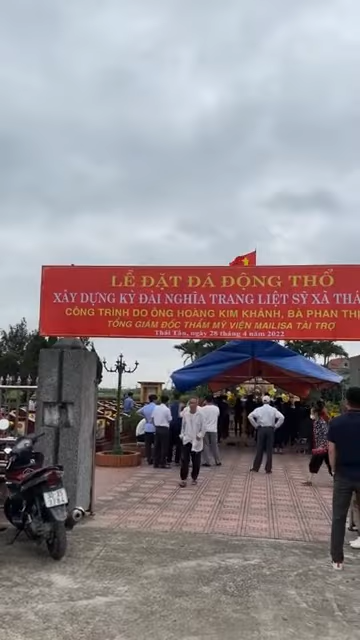 LỄ ĐẶT ĐÁ ĐỘNG THỔ
XÂY DỰNG KỲ ĐÀI NGHĨA TRANG LIỆT SỸ XÃ THÁ
CÔNG TRÌNH DO ÔNG HOÀNG KIM KHÁNH, BÀ PHAN THỊ
TỔNG GIÁM ĐỐC THẨM MỸ VIỆN MAILISA TÀI TRỢ
Thái Tân, ngày 28 tháng 4 năm 2022